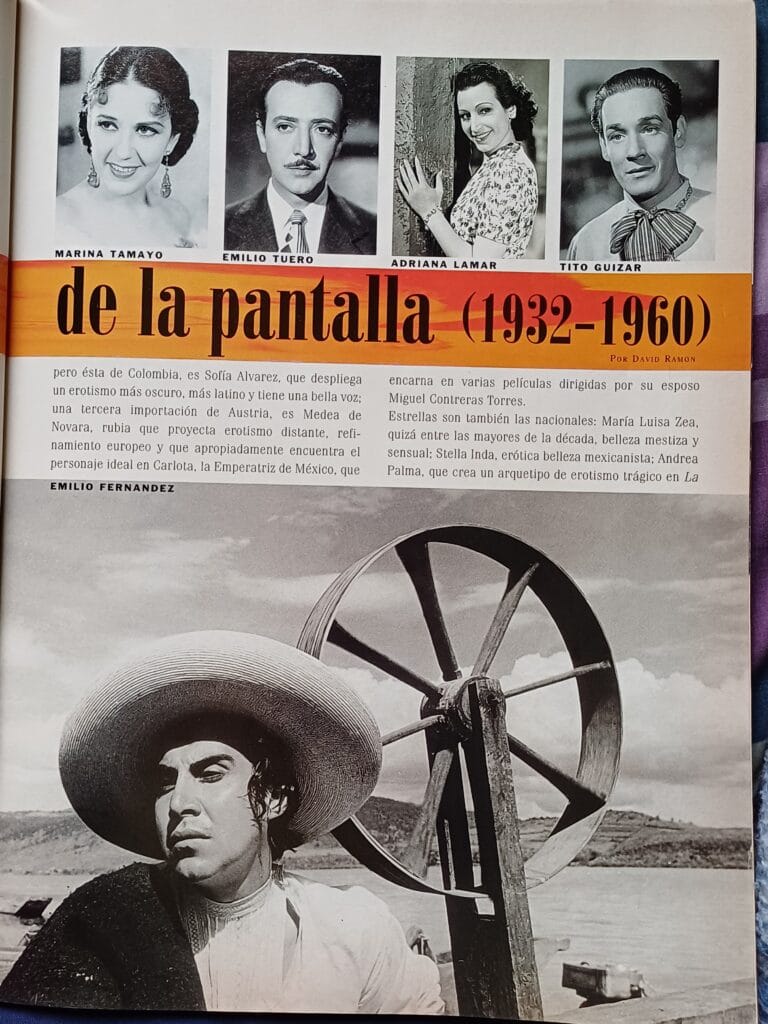 MARINA TAMAYO
EMILIO TUERO
ADRIANA LAMAR
TITO GUIZAR
de la pantalla (1932-1960)
POR DAVID RAMON
pero ésta de Colombia, es Sofía Alvarez, que despliega
un erotismo más oscuro, más latino y tiene una bella voz;
una tercera importación de Austria, es Medea de
Novara, rubia que proyecta erotismo distante, refi-
namiento europeo y que apropiadamente encuentra el
personaje ideal en Carlota, la Emperatriz de México, que
encarna en varias películas dirigidas por su esposo
Miguel Contreras Torres.
Estrellas son también las nacionales: María Luisa Zea,
quizá entre las mayores de la década, belleza mestiza y
sensual; Stella Inda, erótica belleza mexicanista; Andrea
Palma, que crea un arquetipo de erotismo trágico en La
EMILIO FERNANDEZ